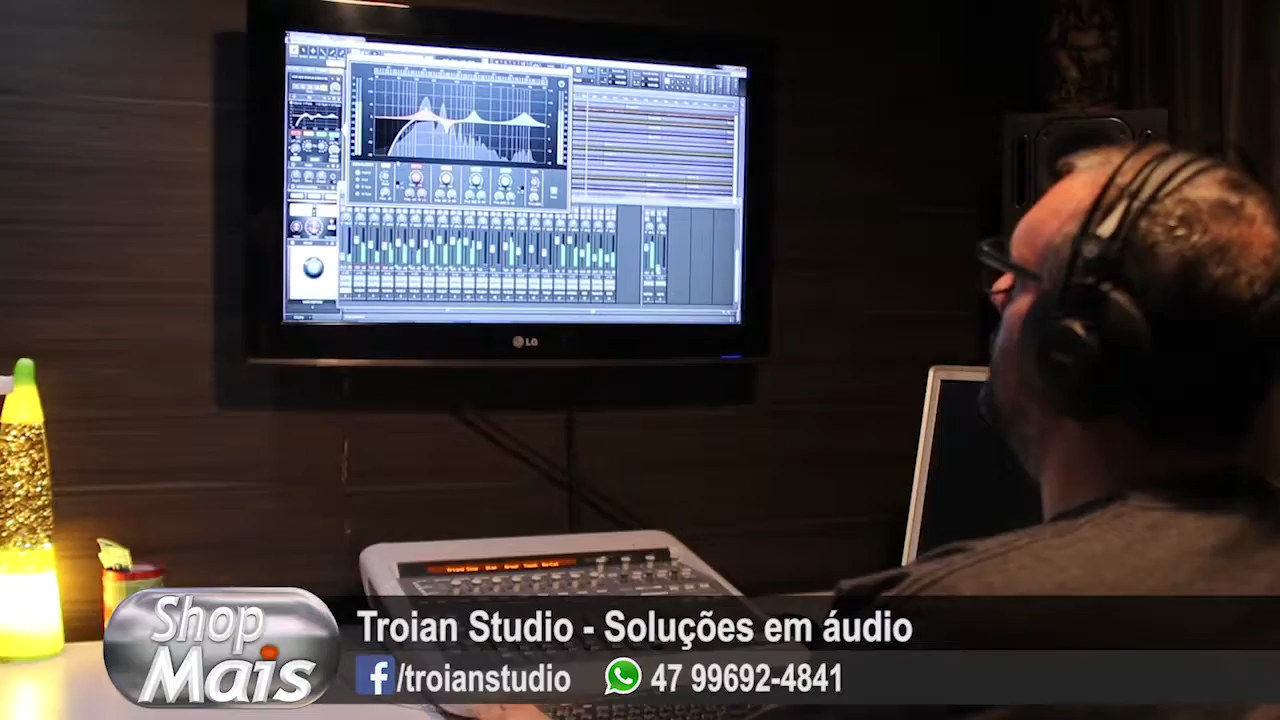 LG
Shop
Mais
Troian Studio - Soluções em áudio
f/troianstudio
47 99692-4841